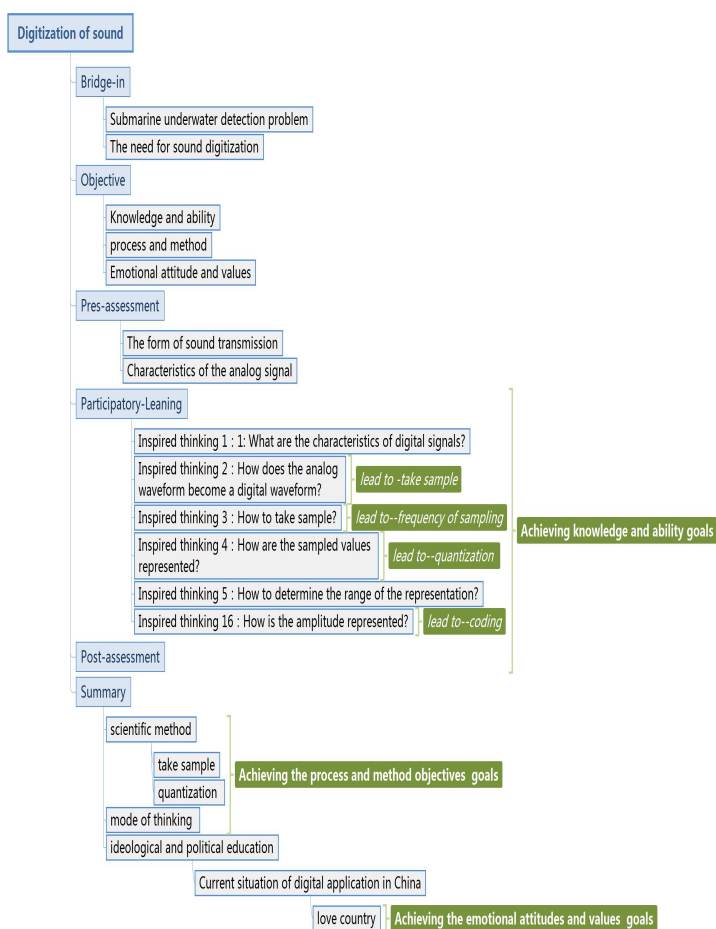 Digitization of sound
Bridge-in
Submarine underwater detection problem
The need for sound digitization
Objective
Knowledge and ability
process and method
Emotional attitude and values
Pres-assessment
The form of sound transmission
Characteristics of the analog signal
Participatory-Leaning
Inspired thinking 1 : 1: What are the characteristics of digital signals?
Inspired thinking 2 : How does the analog
waveform become a digital waveform?
lead to -take sample
Inspired thinking 3 : How to take sample?
lead to--frequency of sampling
Achieving knowledge and ability goals
Inspired thinking 4 : How are the sampled values
represented?
lead to--quantization
Inspired thinking 5 : How to determine the range of the representation?
Inspired thinking 16 : How is the amplitude represented?
lead to--coding
Post-assessment
Summary
scientific method
take sample
quantization
Achieving the process and method objectives goals
mode of thinking
ideological and political education
Current situation of digital application in China
love country
Achieving the emotional attitudes and values goals